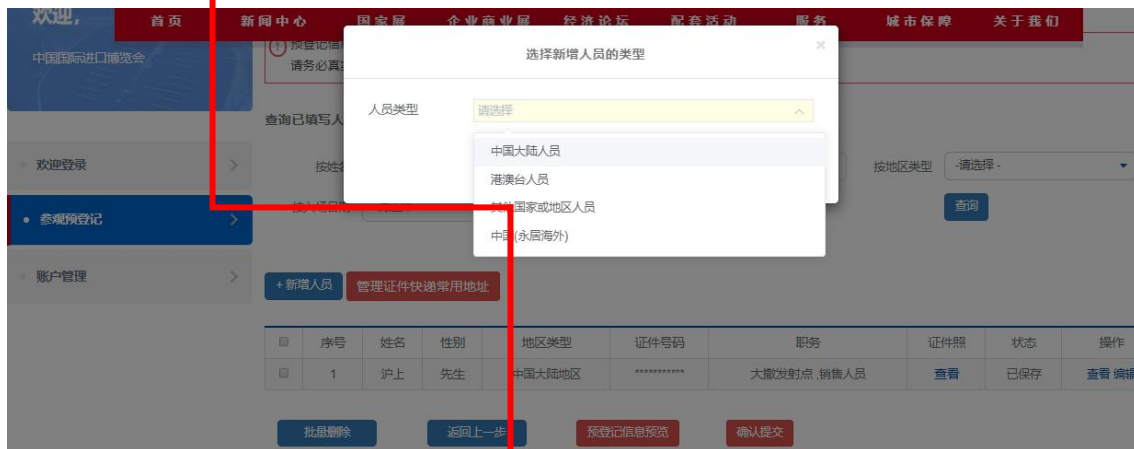 欢迎,
首页 新闻中心 国家展 企业商业展 经济论坛 配套活动 服务 城市保障 关于我们
中国国际进口博览会
预登记信
请务必真
选择新增人员的类型
×
查询已填写人
人员类型 请选择
中国大陆人员
港澳台人员
其他国家或地区人员
中国(永居海外)
按姓名
按地区类型 -请选择 -
查询
欢迎登录
参观预登记
账户管理
+新增人员 管理证件快递常用地址
序号 姓名 性别 地区类型 证件号码 职务 证件照 状态 操作
1 沪上 先生 中国大陆地区 *********** 大撒发射点 ,销售人员 查看 已保存 查看 编辑
批量删除 返回上一步 预登记信息预览 确认提交